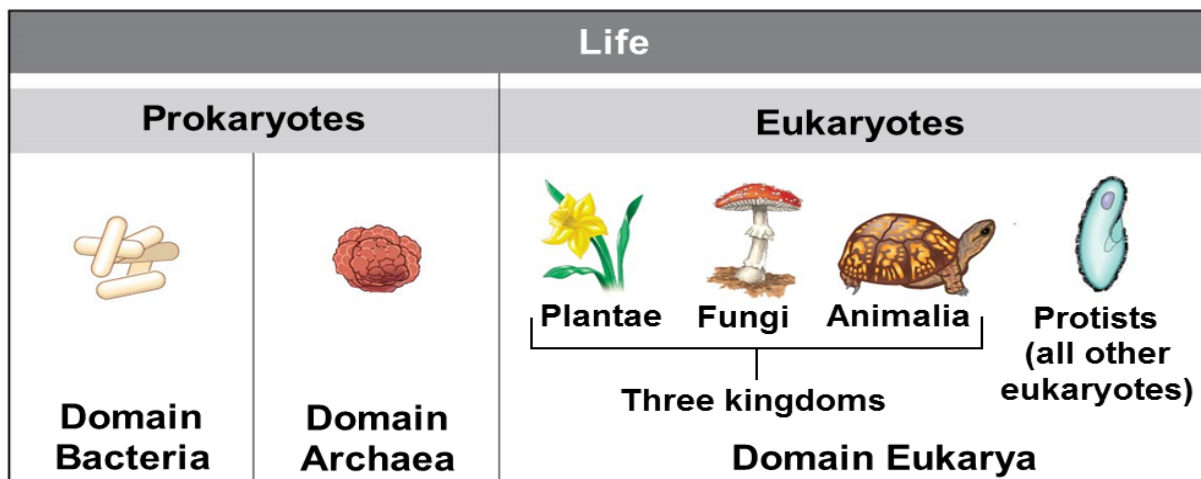 Life
Prokaryotes
Eukaryotes
Plantae
Fungi
Animalia
Protists
(all other
eukaryotes)
Three kingdoms
Domain
Bacteria
Domain
Archaea
Domain Eukarya